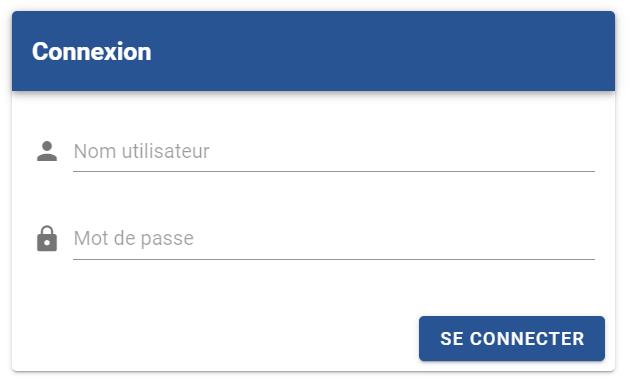 Connexion
Nom utilisateur
Mot de passe
SE CONNECTER